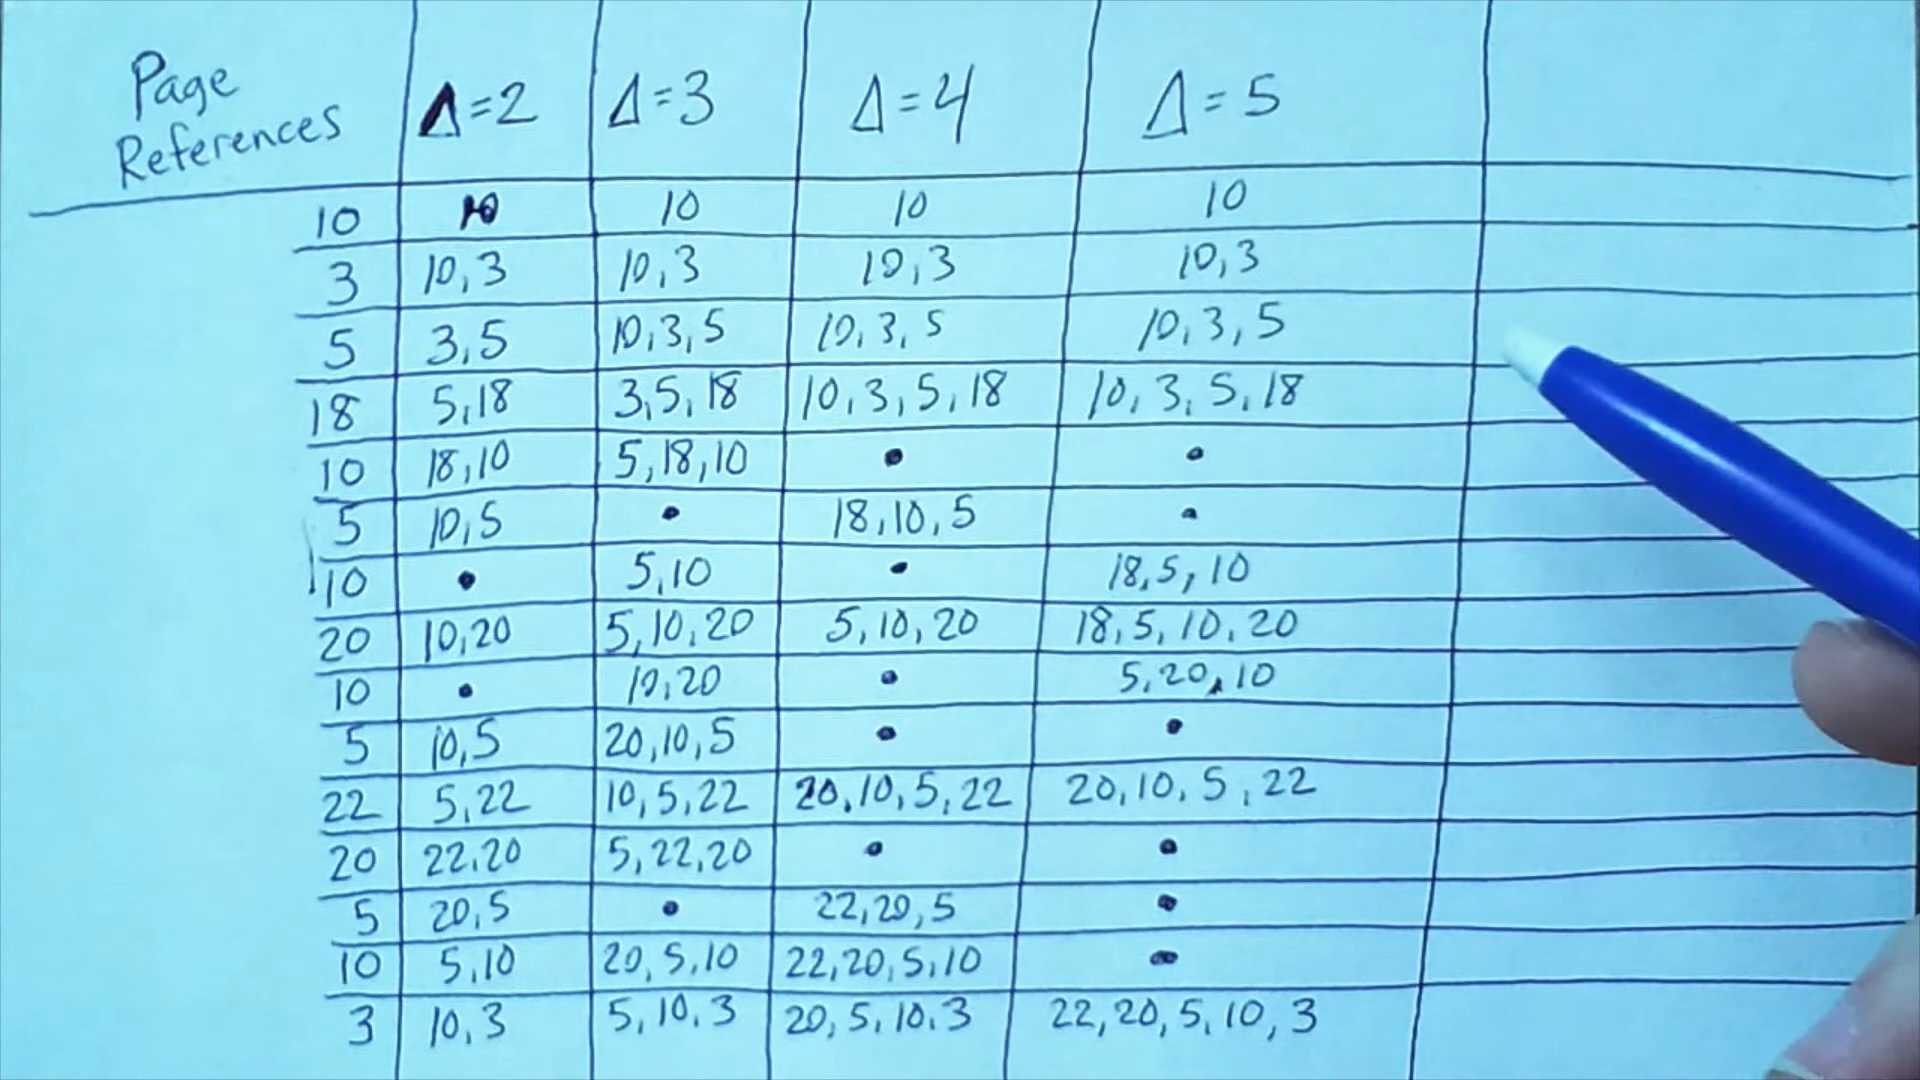 Page References Δ=2 Δ=3 Δ=4 Δ=5
10 10 10 10 10
3 10,3 10,3 10,3 10,3
5 3,5 10,3,5 10,3,5 10,3,5
18 5,18 3,5,18 10,3,5,18 10,3,5,18
10 18,10 5,18,10 • •
5 10,5 • 18,10,5 •
10 • 5,10 • 18,5,10
20 10,20 5,10,20 5,10,20 18,5,10,20
10 • 10,20 • 5,20,10
5 10,5 20,10,5 • •
22 5,22 10,5,22 20,10,5,22 20,10,5,22
20 22,20 5,22,20 • •
5 20,5 • 22,20,5 •
10 5,10 20,5,10 22,20,5,10 •
3 10,3 5,10,3 20,5,10,3 22,20,5,10,3